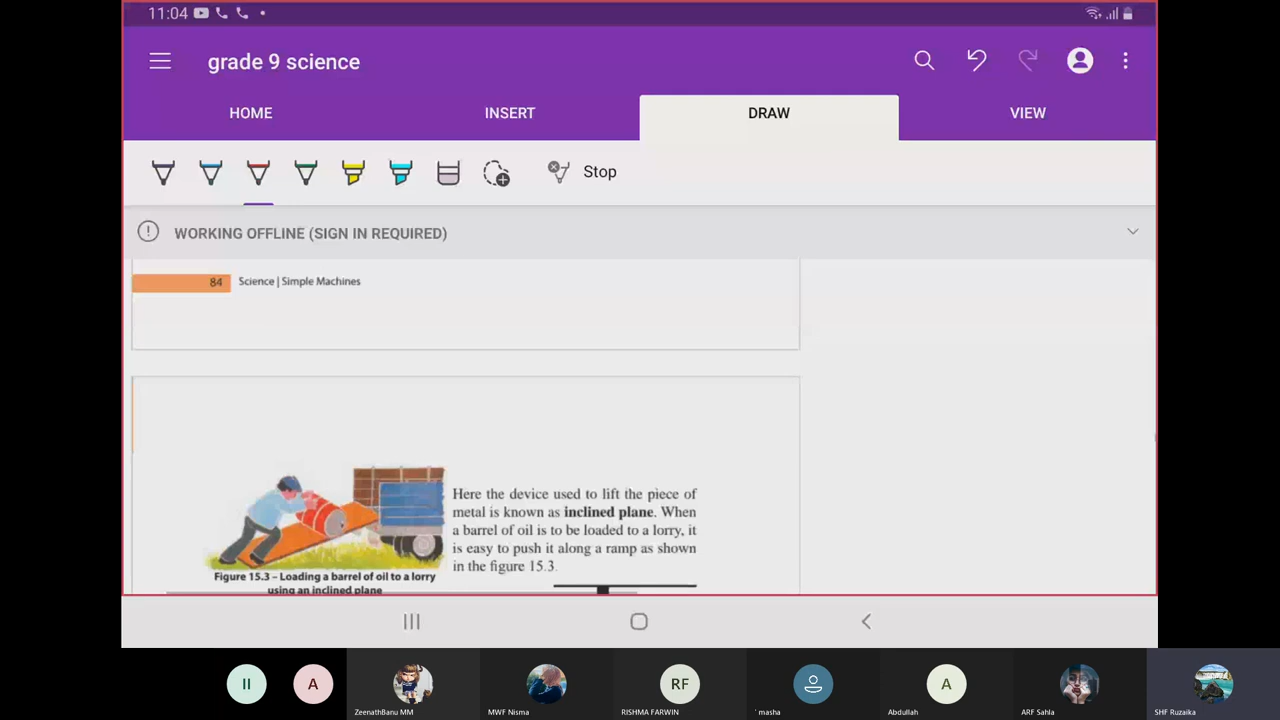 11:04
grade 9 science
HOME INSERT DRAW VIEW
Stop
WORKING OFFLINE (SIGN IN REQUIRED)
84 Science | Simple Machines
Here the device used to lift the piece of
metal is known as inclined plane. When
a barrel of oil is to be loaded to a lorry, it
is easy to push it along a ramp as shown
in the figure 15.3.
Figure 15.3 – Loading a barrel of oil to a lorry
using an inclined plane
II A RF A
ZeenathBanu MM MWF Nisma RISHMA FARWIN ' masha Abdullah ARF Sahla SHF Ruzaika